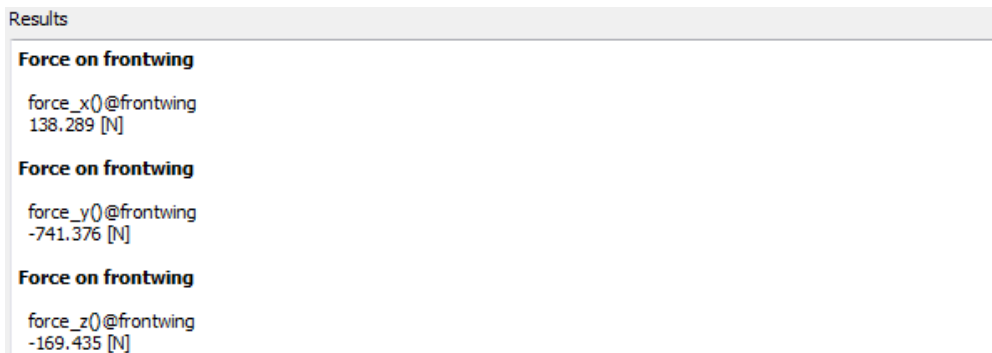 Results
Force on frontwing
force_x()@frontwing
138.289 [N]
Force on frontwing
force_y()@frontwing
-741.376 [N]
Force on frontwing
force_z()@frontwing
-169.435 [N]